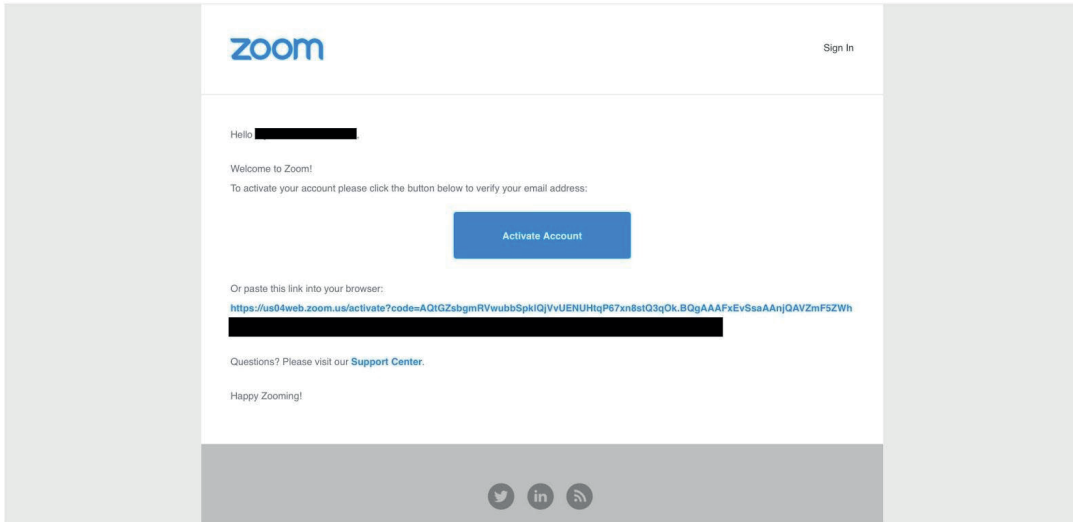 zoom
Sign In
Hello
Welcome to Zoom!
To activate your account please click the button below to verify your email address:
Activate Account
Or paste this link into your browser:
https://us04web.zoom.us/activate?code=AQtGZsbgmRVwubbSpklQjVvUENUHtqP67xn8stQ3qOk.BQgAAAFxEvSsaAAnjQAVZmF5ZWh
Questions? Please visit our Support Center.
Happy Zooming!
in